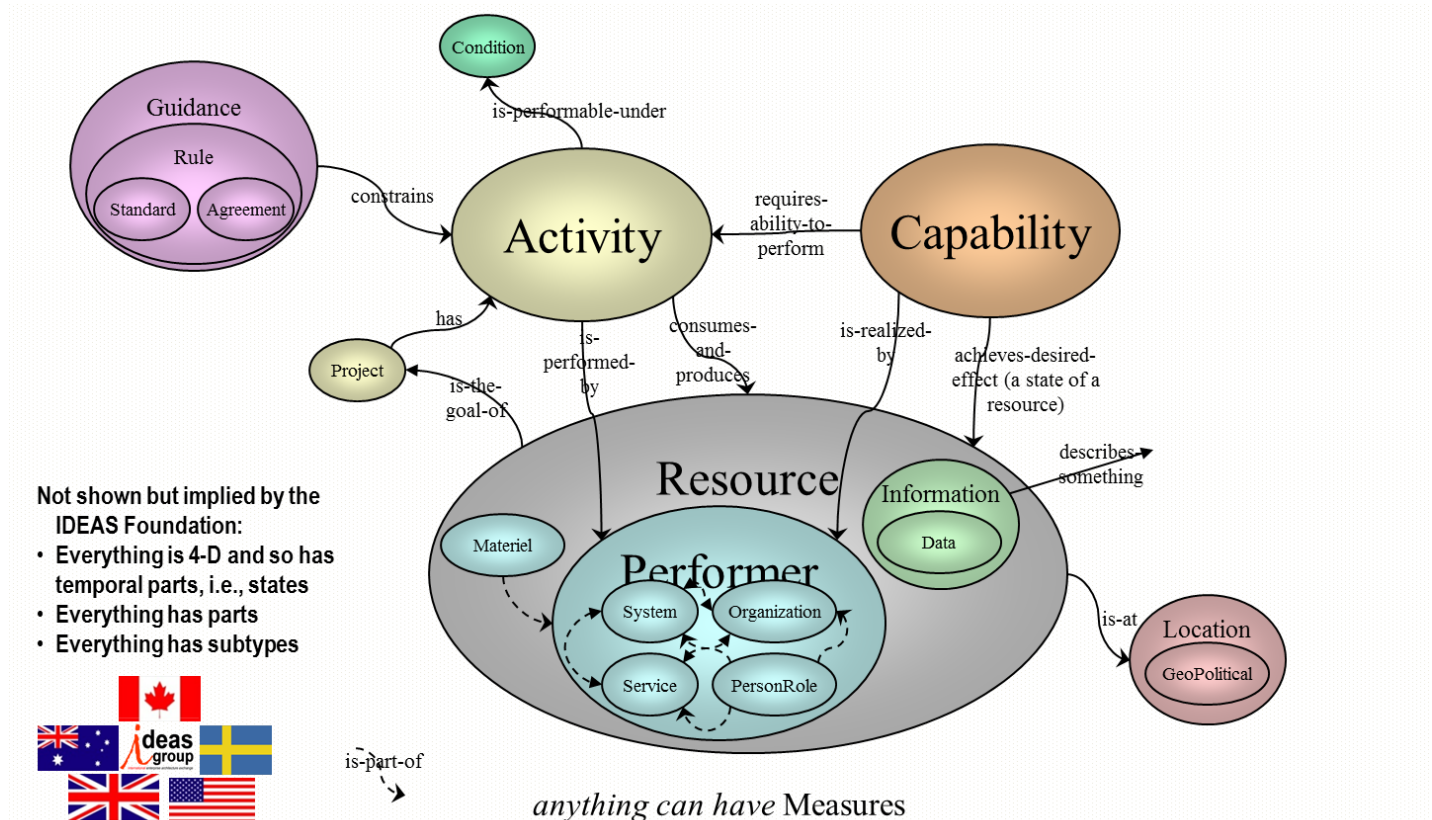 Condition
is-performable-under
Guidance
Rule
Standard
Agreement
constrains
Activity
requires-
ability-to-
perform
Capability
has
Project
is-the-
goal-of
is-
performed-
by
consumes-
and-
produces
is-realized-
by
achieves-desired-
effect (a state of a
resource)
describes-
something
Resource
Information
Data
Materiel
Performer
System
Organization
Service
PersonRole
is-at
Location
GeoPolitical
Not shown but implied by the
IDEAS Foundation:
• Everything is 4-D and so has
temporal parts, i.e., states
• Everything has parts
• Everything has subtypes
ideas
group
is-part-of
anything can have Measures